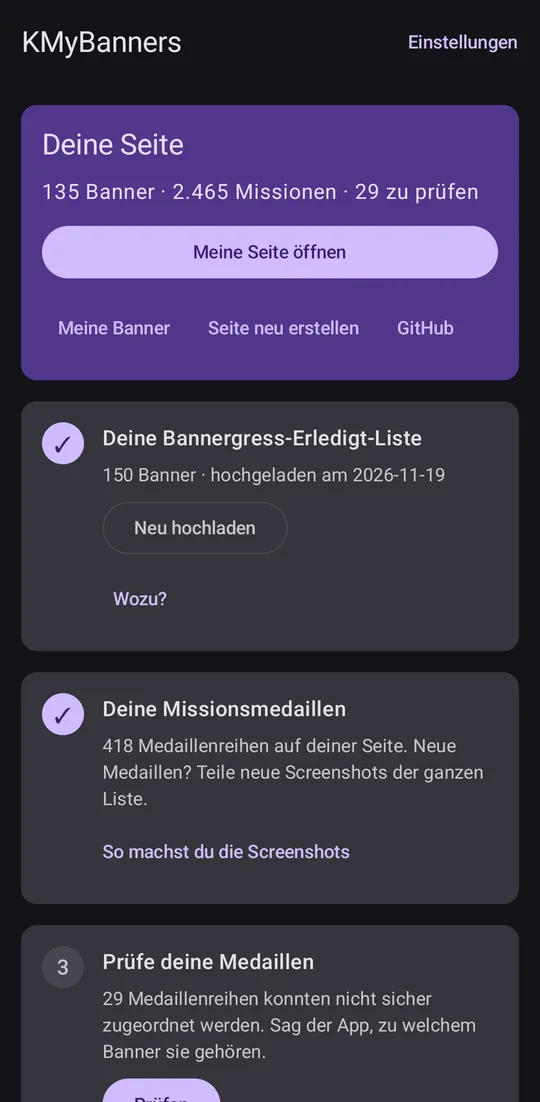 KMyBanners
Einstellungen
Deine Seite
135 Banner · 2.465 Missionen · 29 zu prüfen
Meine Seite öffnen
Meine Banner
Seite neu erstellen
GitHub
✓
Deine Bannergress-Erledigt-Liste
150 Banner · hochgeladen am 2026-11-19
Neu hochladen
Wozu?
✓
Deine Missionsmedaillen
418 Medaillenreihen auf deiner Seite. Neue
Medaillen? Teile neue Screenshots der ganzen
Liste.
So machst du die Screenshots
3
Prüfe deine Medaillen
29 Medaillenreihen konnten nicht sicher
zugeordnet werden. Sag der App, zu welchem
Banner sie gehören.
Prüfen